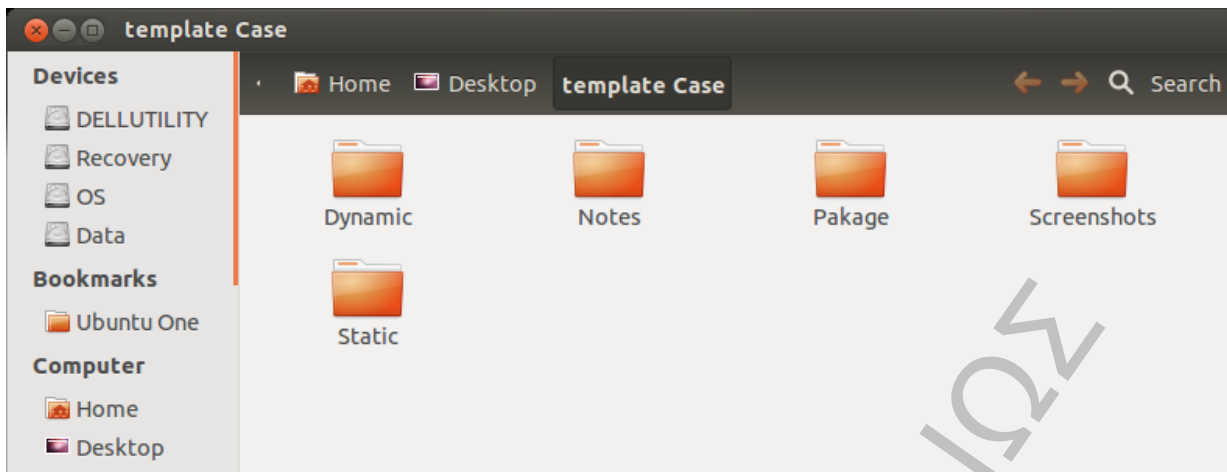 template Case
Devices
DELLUTILITY
Recovery
OS
Data
Bookmarks
Ubuntu One
Computer
Home
Desktop
Home Desktop template Case Search
Dynamic Notes Pakage Screenshots
Static
ΩΣ